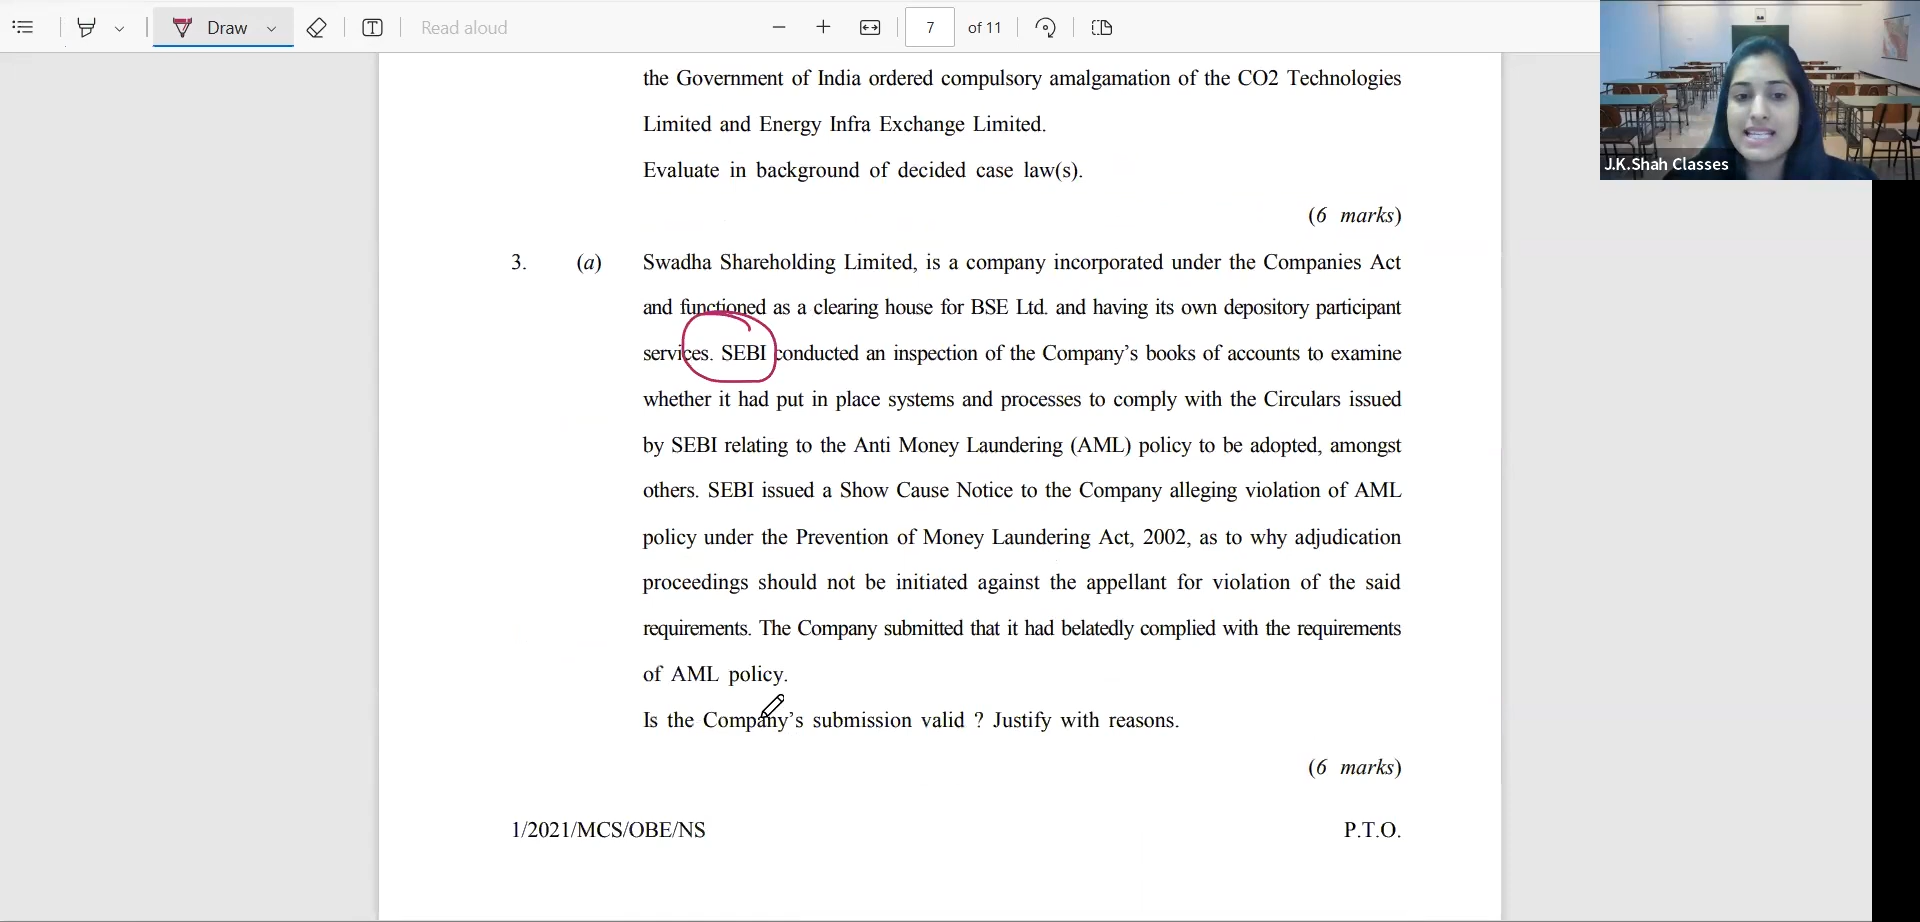 Draw
Read aloud
7
of 11
J.K.Shah Classes
the Government of India ordered compulsory amalgamation of the CO2 Technologies
Limited and Energy Infra Exchange Limited.
Evaluate in background of decided case law(s).
(6 marks)
3. (a) Swadha Shareholding Limited, is a company incorporated under the Companies Act
and functioned as a clearing house for BSE Ltd. and having its own depository participant
services. SEBI conducted an inspection of the Company's books of accounts to examine
whether it had put in place systems and processes to comply with the Circulars issued
by SEBI relating to the Anti Money Laundering (AML) policy to be adopted, amongst
others. SEBI issued a Show Cause Notice to the Company alleging violation of AML
policy under the Prevention of Money Laundering Act, 2002, as to why adjudication
proceedings should not be initiated against the appellant for violation of the said
requirements. The Company submitted that it had belatedly complied with the requirements
of AML policy.
Is the Company's submission valid ? Justify with reasons.
(6 marks)
1/2021/MCS/OBE/NS P.T.O.